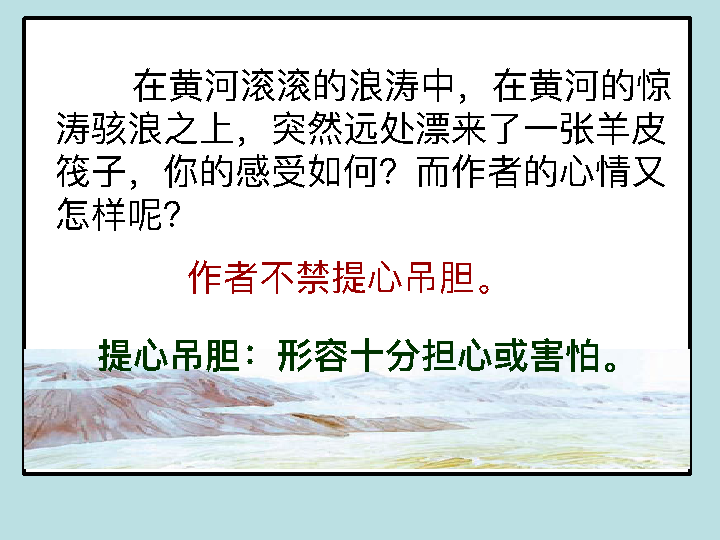 在黄河滚滚的浪涛中，在黄河的惊
涛骇浪之上，突然远处漂来了一张羊皮
筏子，你的感受如何？而作者的心情又
怎样呢？
作者不禁提心吊胆。
提心吊胆：形容十分担心或害怕。